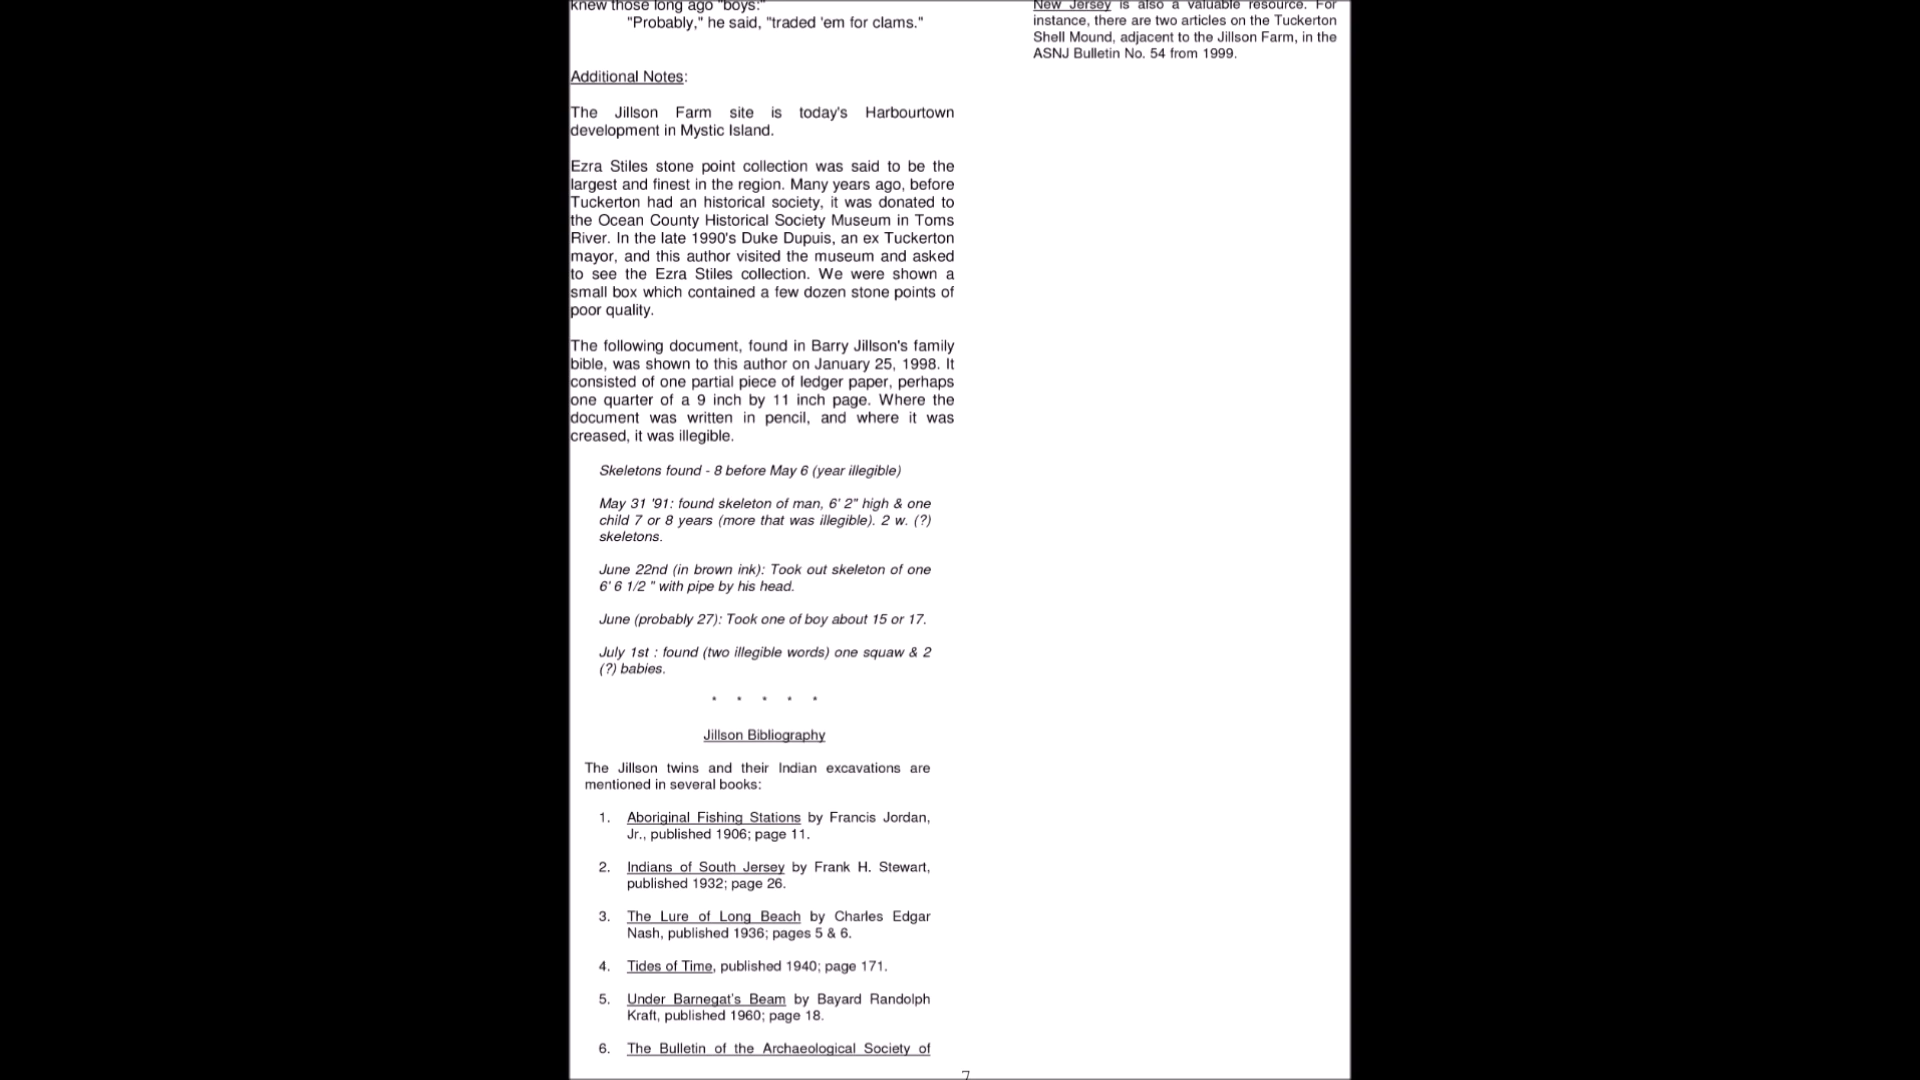 knew those long ago "boys:"
"Probably," he said, "traded 'em for clams."
Additional Notes:
The Jillson Farm site is today's Harbourtown
development in Mystic Island.
Ezra Stiles stone point collection was said to be the
largest and finest in the region. Many years ago, before
Tuckerton had an historical society, it was donated to
the Ocean County Historical Society Museum in Toms
River. In the late 1990's Duke Dupuis, an ex Tuckerton
mayor, and this author visited the museum and asked
to see the Ezra Stiles collection. We were shown a
small box which contained a few dozen stone points of
poor quality.
The following document, found in Barry Jillson's family
bible, was shown to this author on January 25, 1998. It
consisted of one partial piece of ledger paper, perhaps
one quarter of a 9 inch by 11 inch page. Where the
document was written in pencil, and where it was
creased, it was illegible.
Skeletons found - 8 before May 6 (year illegible)
May 31 '91: found skeleton of man, 6' 2" high & one
child 7 or 8 years (more that was illegible). 2 w. (?)
skeletons.
June 22nd (in brown ink): Took out skeleton of one
6' 6 1/2 " with pipe by his head.
June (probably 27): Took one of boy about 15 or 17.
July 1st : found (two illegible words) one squaw & 2
(?) babies.
* * * * *
Jillson Bibliography
The Jillson twins and their Indian excavations are
mentioned in several books:
1. Aboriginal Fishing Stations by Francis Jordan,
Jr., published 1906; page 11.
2. Indians of South Jersey by Frank H. Stewart,
published 1932; page 26.
3. The Lure of Long Beach by Charles Edgar
Nash, published 1936; pages 5 & 6.
4. Tides of Time, published 1940; page 171.
5. Under Barnegat's Beam by Bayard Randolph
Kraft, published 1960; page 18.
6. The Bulletin of the Archaeological Society of
New Jersey is also a valuable resource. For
instance, there are two articles on the Tuckerton
Shell Mound, adjacent to the Jillson Farm, in the
ASNJ Bulletin No. 54 from 1999.
7